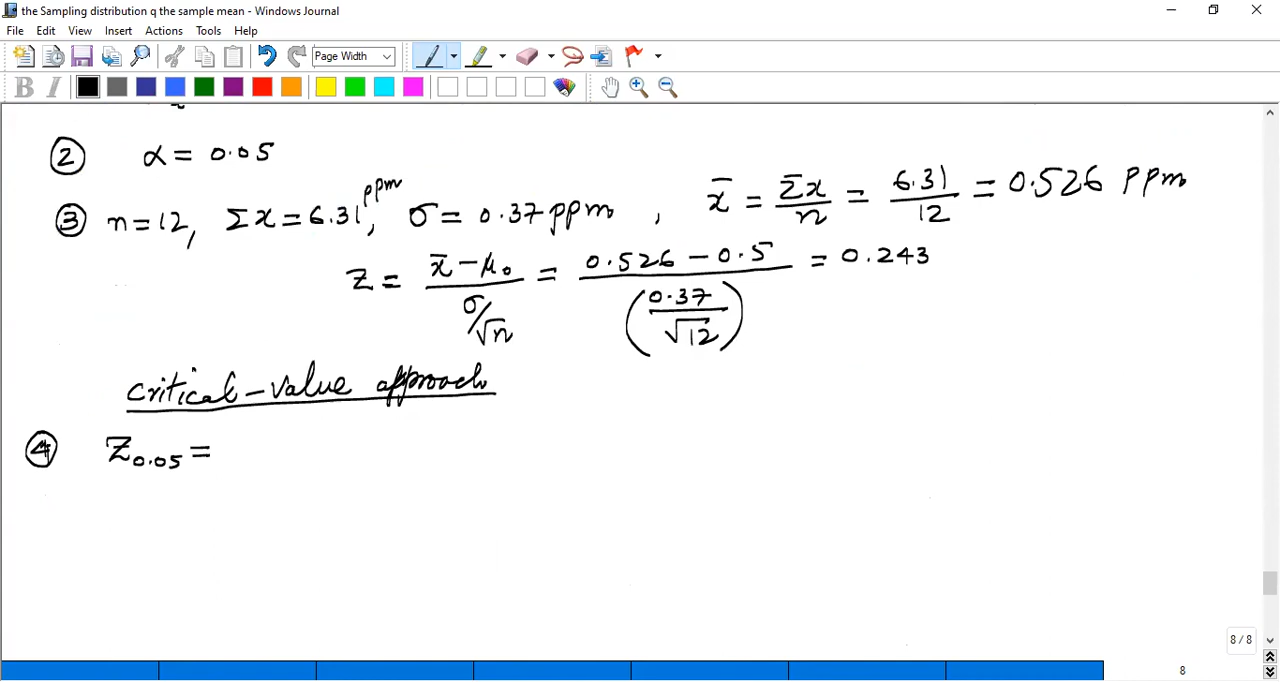 the Sampling distribution q the sample mean - Windows Journal
File Edit View Insert Actions Tools Help
Page Width
B I
② α = 0.05
③ n=12, Σx=6.31 ppm, σ = 0.37 ppm , x̄ = Σx/n = 6.31/12 = 0.526 ppm
Z = (x̄ − μ₀)/(σ/√n) = (0.526 − 0.5)/(0.37/√12) = 0.243
critical-value approach
④ Z₀.₀₅ =
8 / 8
8